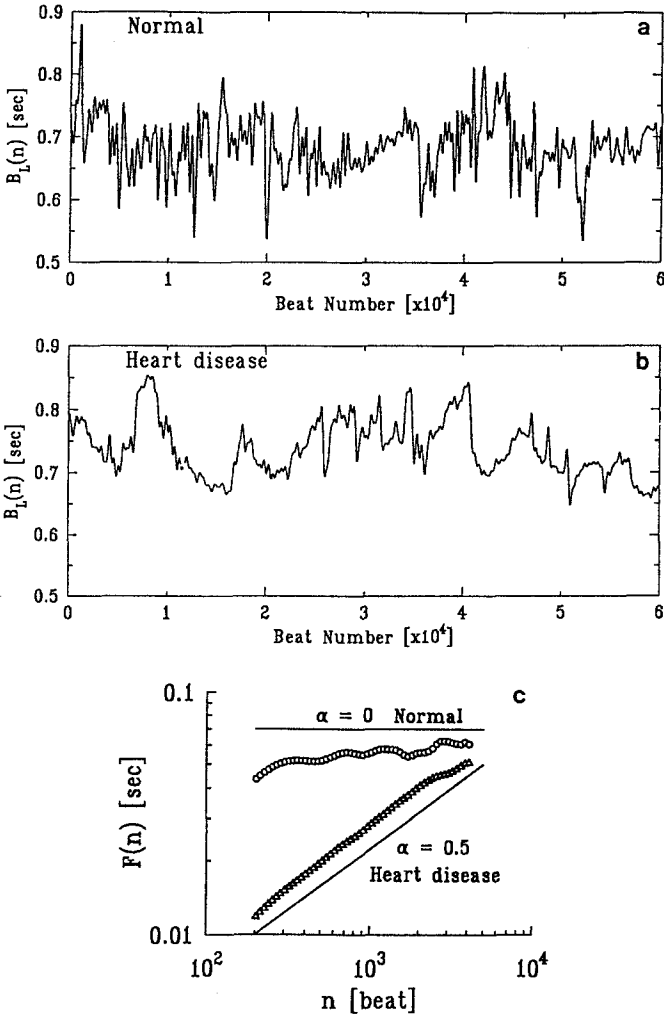 0.9
Normal
a
0.8
0.7
0.6
0.5
B_L(n) [sec]
0 1 2 3 4 5 6
Beat Number [x10^4]
0.9
Heart disease
b
0.8
0.7
0.6
0.5
B_L(n) [sec]
0 1 2 3 4 5 6
Beat Number [x10^4]
c
0.1
α = 0 Normal
F(n) [sec]
α = 0.5
Heart disease
0.01
10^2 10^3 10^4
n [beat]